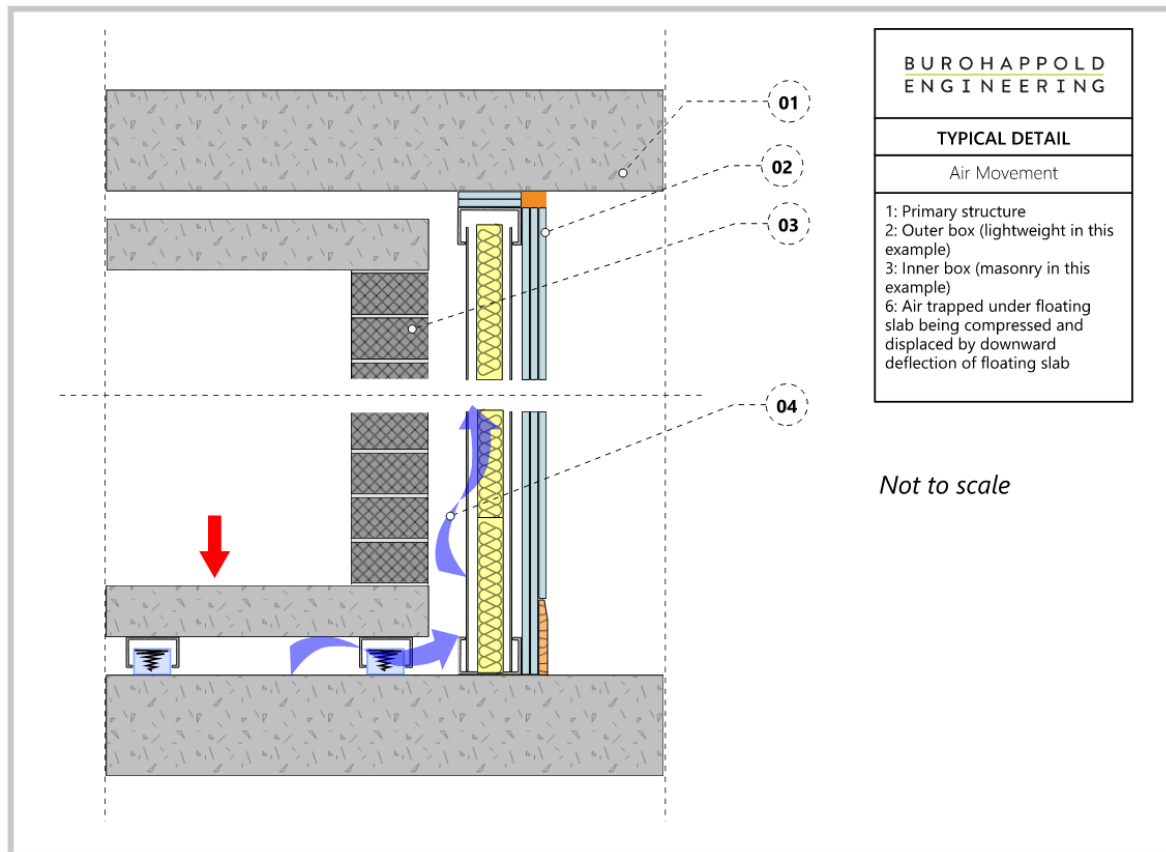 01
02
03
04
BUROHAPPOLD
ENGINEERING
TYPICAL DETAIL
Air Movement
1: Primary structure
2: Outer box (lightweight in this
example)
3: Inner box (masonry in this
example)
6: Air trapped under floating
slab being compressed and
displaced by downward
deflection of floating slab
Not to scale